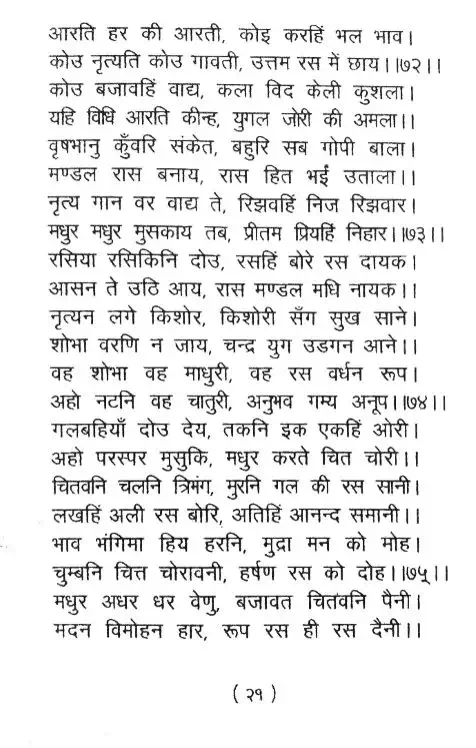 आरति हर की आरती, कोइ करहिं भल भाव।
कोउ नृत्यति कोउ गावती, उत्तम रस में छाय।।७२।।
कोउ बजावहिं वाद्य, कला विद केली कुशला।
यहि विधि आरति कीन्ह, युगल जोरी की अमला।।
वृषभानु कुँवरि संकेत, बहुरि सब गोपी बाला।
मण्डल रास बनाय, रास हित भईं उताला।।
नृत्य गान वर वाद्य ते, रिझवहिं निज रिझवार।
मधुर मधुर मुसकाय तब, प्रीतम प्रियहिं निहार।।७३।।
रसिया रसिकिनि दोउ, रसहिं बोरे रस दायक।
आसन ते उठि आय, रास मण्डल मधि नायक।।
नृत्यन लगे किशोर, किशोरी सँग सुख साने।
शोभा वरणि न जाय, चन्द्र युग उडगन आने।।
वह शोभा वह माधुरी, वह रस वर्धन रूप।
अहो नटनि वह चातुरी, अनुभव गम्य अनूप।।७४।।
गलबहियाँ दोउ देय, तकनि इक एकहिं ओरी।
अहो परस्पर मुसुकि, मधुर करते चित चोरी।।
चितवनि चलनि त्रिभंग, मुरनि गल की रस सानी।
लखहिं अली रस बोरि, अतिहिं आनन्द समानी।।
भाव भंगिमा हिय हरनि, मुद्रा मन को मोह।
चुम्बनि चित्त चोरावनी, हर्षण रस को दोह।।७५।।
मधुर अधर धर वेणु, बजावत चितवनि पैनी।
मदन विमोहन हार, रूप रस ही रस दैनी।।
(२१)